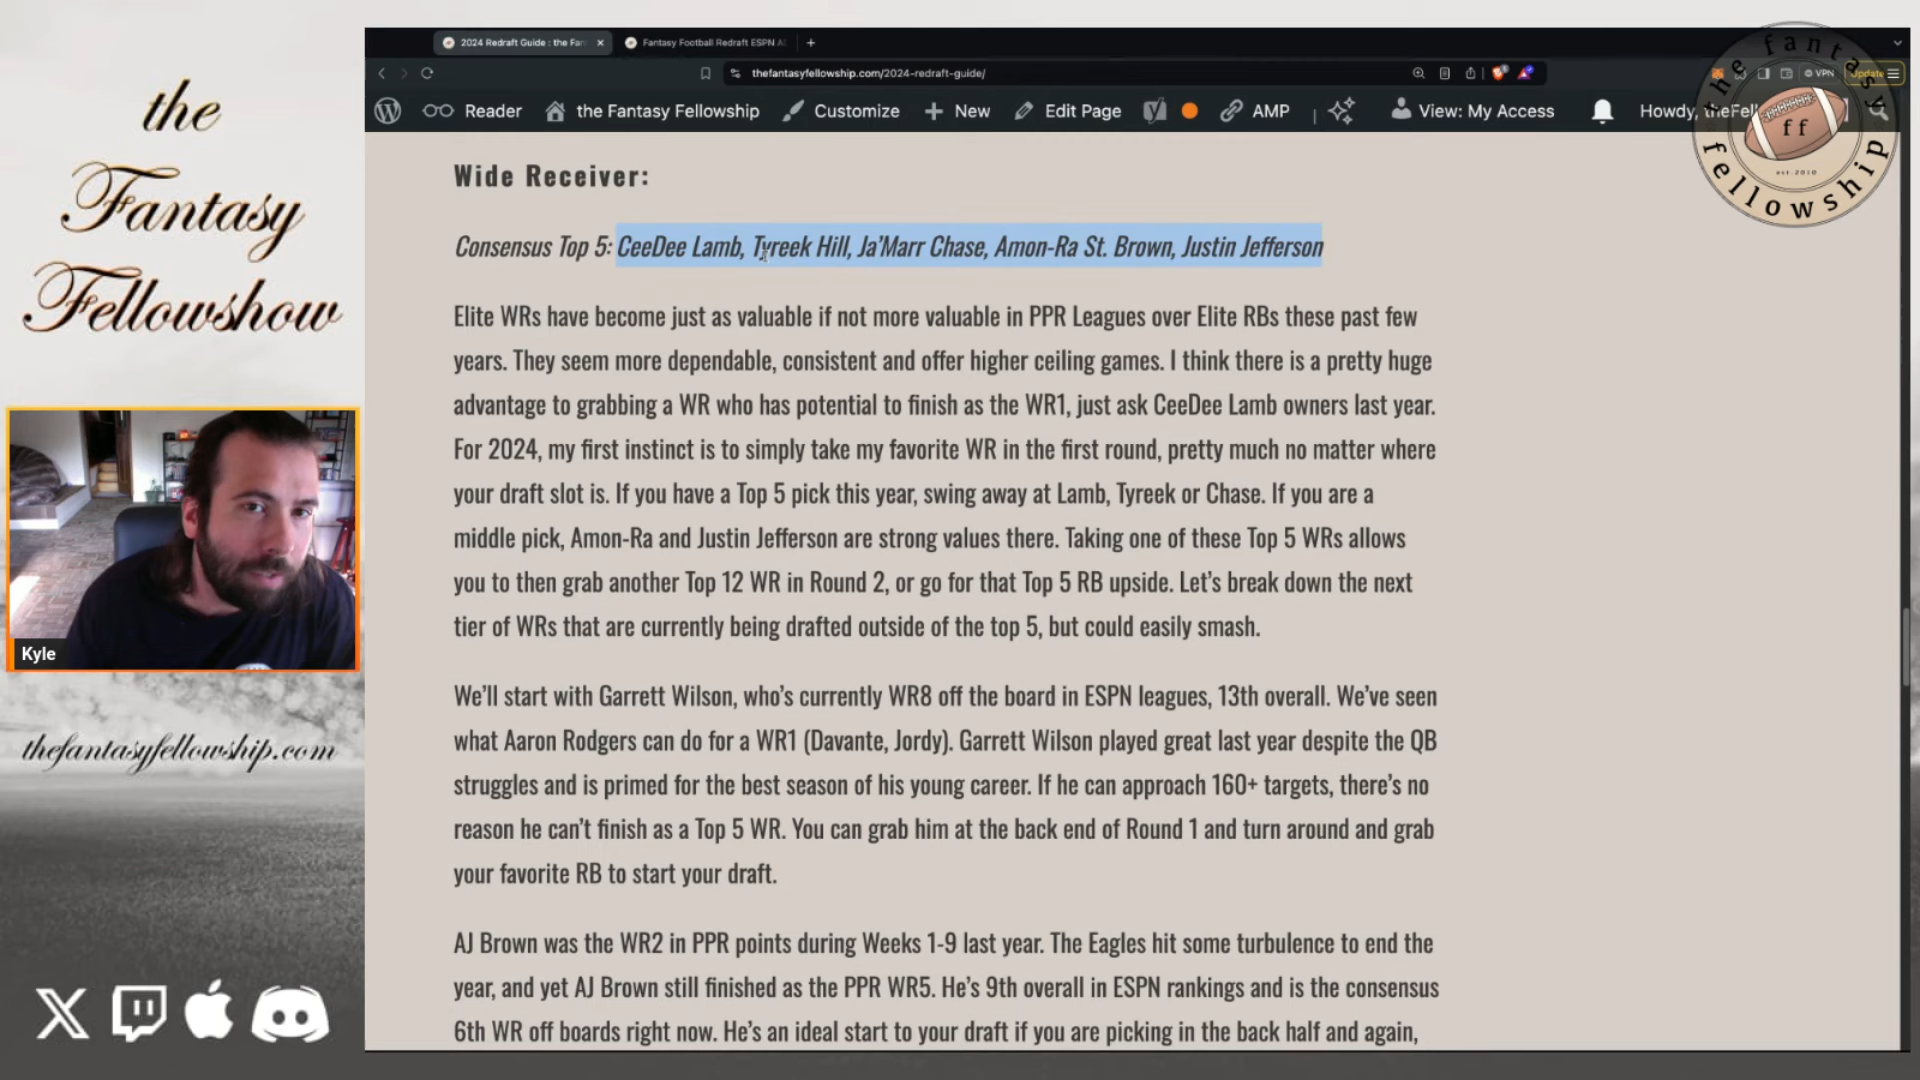 the
Fantasy
Fellowshow
Kyle
thefantasyfellowship.com
2024 Redraft Guide : the Fan
Fantasy Football Redraft ESPN A
thefantasyfellowship.com/2024-redraft-guide/
VPN
Update
Reader
the Fantasy Fellowship
Customize
New
Edit Page
AMP
View: My Access
Howdy, theFel
the fantasy fellowship
ff
est. 2010
Wide Receiver:
Consensus Top 5: CeeDee Lamb, Tyreek Hill, Ja’Marr Chase, Amon-Ra St. Brown, Justin Jefferson
Elite WRs have become just as valuable if not more valuable in PPR Leagues over Elite RBs these past few
years. They seem more dependable, consistent and offer higher ceiling games. I think there is a pretty huge
advantage to grabbing a WR who has potential to finish as the WR1, just ask CeeDee Lamb owners last year.
For 2024, my first instinct is to simply take my favorite WR in the first round, pretty much no matter where
your draft slot is. If you have a Top 5 pick this year, swing away at Lamb, Tyreek or Chase. If you are a
middle pick, Amon-Ra and Justin Jefferson are strong values there. Taking one of these Top 5 WRs allows
you to then grab another Top 12 WR in Round 2, or go for that Top 5 RB upside. Let’s break down the next
tier of WRs that are currently being drafted outside of the top 5, but could easily smash.
We’ll start with Garrett Wilson, who’s currently WR8 off the board in ESPN leagues, 13th overall. We’ve seen
what Aaron Rodgers can do for a WR1 (Davante, Jordy). Garrett Wilson played great last year despite the QB
struggles and is primed for the best season of his young career. If he can approach 160+ targets, there’s no
reason he can’t finish as a Top 5 WR. You can grab him at the back end of Round 1 and turn around and grab
your favorite RB to start your draft.
AJ Brown was the WR2 in PPR points during Weeks 1-9 last year. The Eagles hit some turbulence to end the
year, and yet AJ Brown still finished as the PPR WR5. He’s 9th overall in ESPN rankings and is the consensus
6th WR off boards right now. He’s an ideal start to your draft if you are picking in the back half and again,